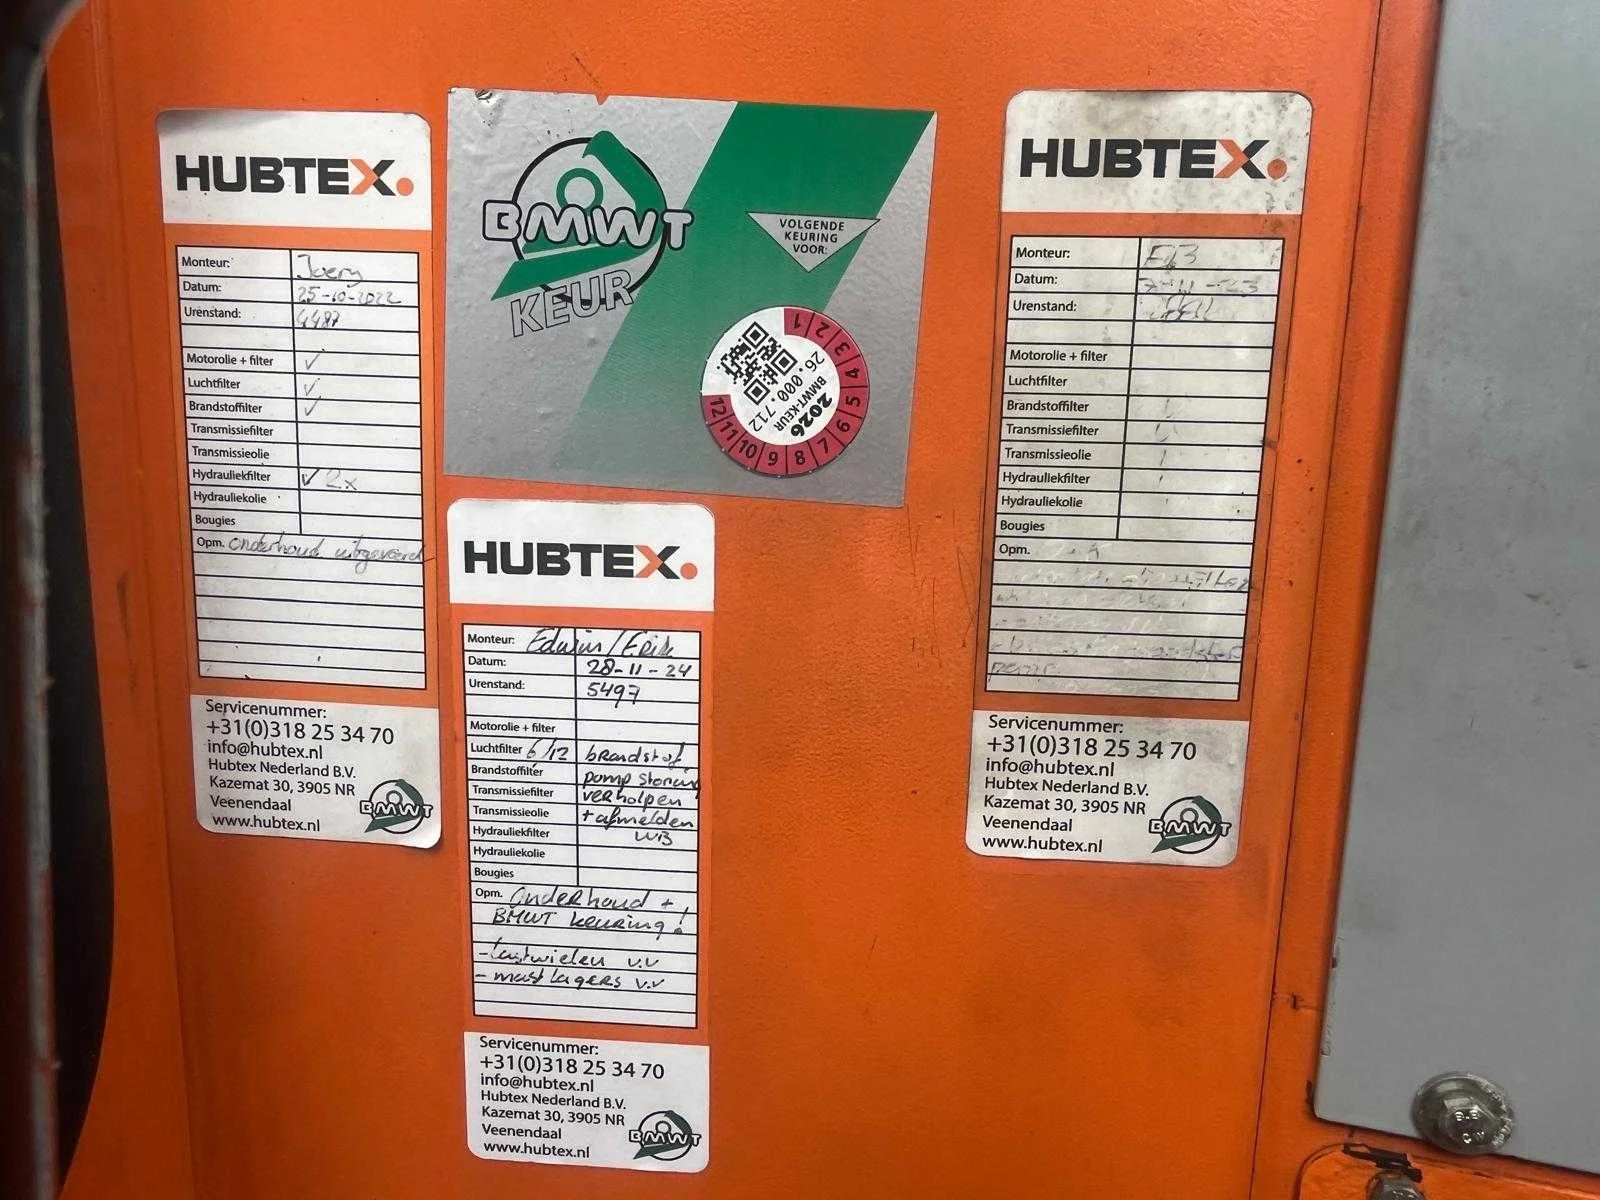 HUBTEX.
Monteur: Joery
Datum: 25-10-2022
Urenstand: 4487
Motorolie + filter ✓
Luchtfilter ✓
Brandstoffilter ✓
Transmissiefilter
Transmissieolie
Hydrauliekfilter ✓ 2x
Hydrauliekolie
Bougies
Opm. Onderhoud uitgevoerd
Servicenummer:
+31(0)318 25 34 70
info@hubtex.nl
Hubtex Nederland B.V.
Kazemat 30, 3905 NR
Veenendaal
www.hubtex.nl
BMWT
BMWT
KEUR
VOLGENDE
KEURING
VOOR:
1 2 3 4 5 6 7 8 9 10 11 12
26.000.712
BMWT-KEUR
2026
HUBTEX.
Monteur: Edwin/Erik
Datum: 28-11-24
Urenstand: 5497
Motorolie + filter
Luchtfilter 6/12 brandstof
Brandstoffilter pomp storing
Transmissiefilter verholpen
Transmissieolie + afmelden
Hydrauliekfilter WB
Hydrauliekolie
Bougies
Opm. Onderhoud +
BMWT keuring!
- Lastwielen v.v
- mast lagers v.v
Servicenummer:
+31(0)318 25 34 70
info@hubtex.nl
Hubtex Nederland B.V.
Kazemat 30, 3905 NR
Veenendaal
www.hubtex.nl
BMWT
HUBTEX.
Monteur:
Datum:
Urenstand:
Motorolie + filter
Luchtfilter
Brandstoffilter
Transmissiefilter
Transmissieolie
Hydrauliekfilter
Hydrauliekolie
Bougies
Opm.
Servicenummer:
+31(0)318 25 34 70
info@hubtex.nl
Hubtex Nederland B.V.
Kazemat 30, 3905 NR
Veenendaal
www.hubtex.nl
BMWT